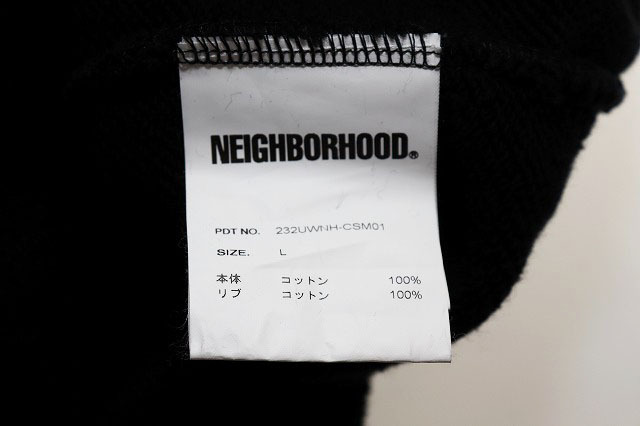 NEIGHBORHOOD®
PDT NO. 232UWNH-CSM01
SIZE. L
本体 コットン 100%
リブ コットン 100%